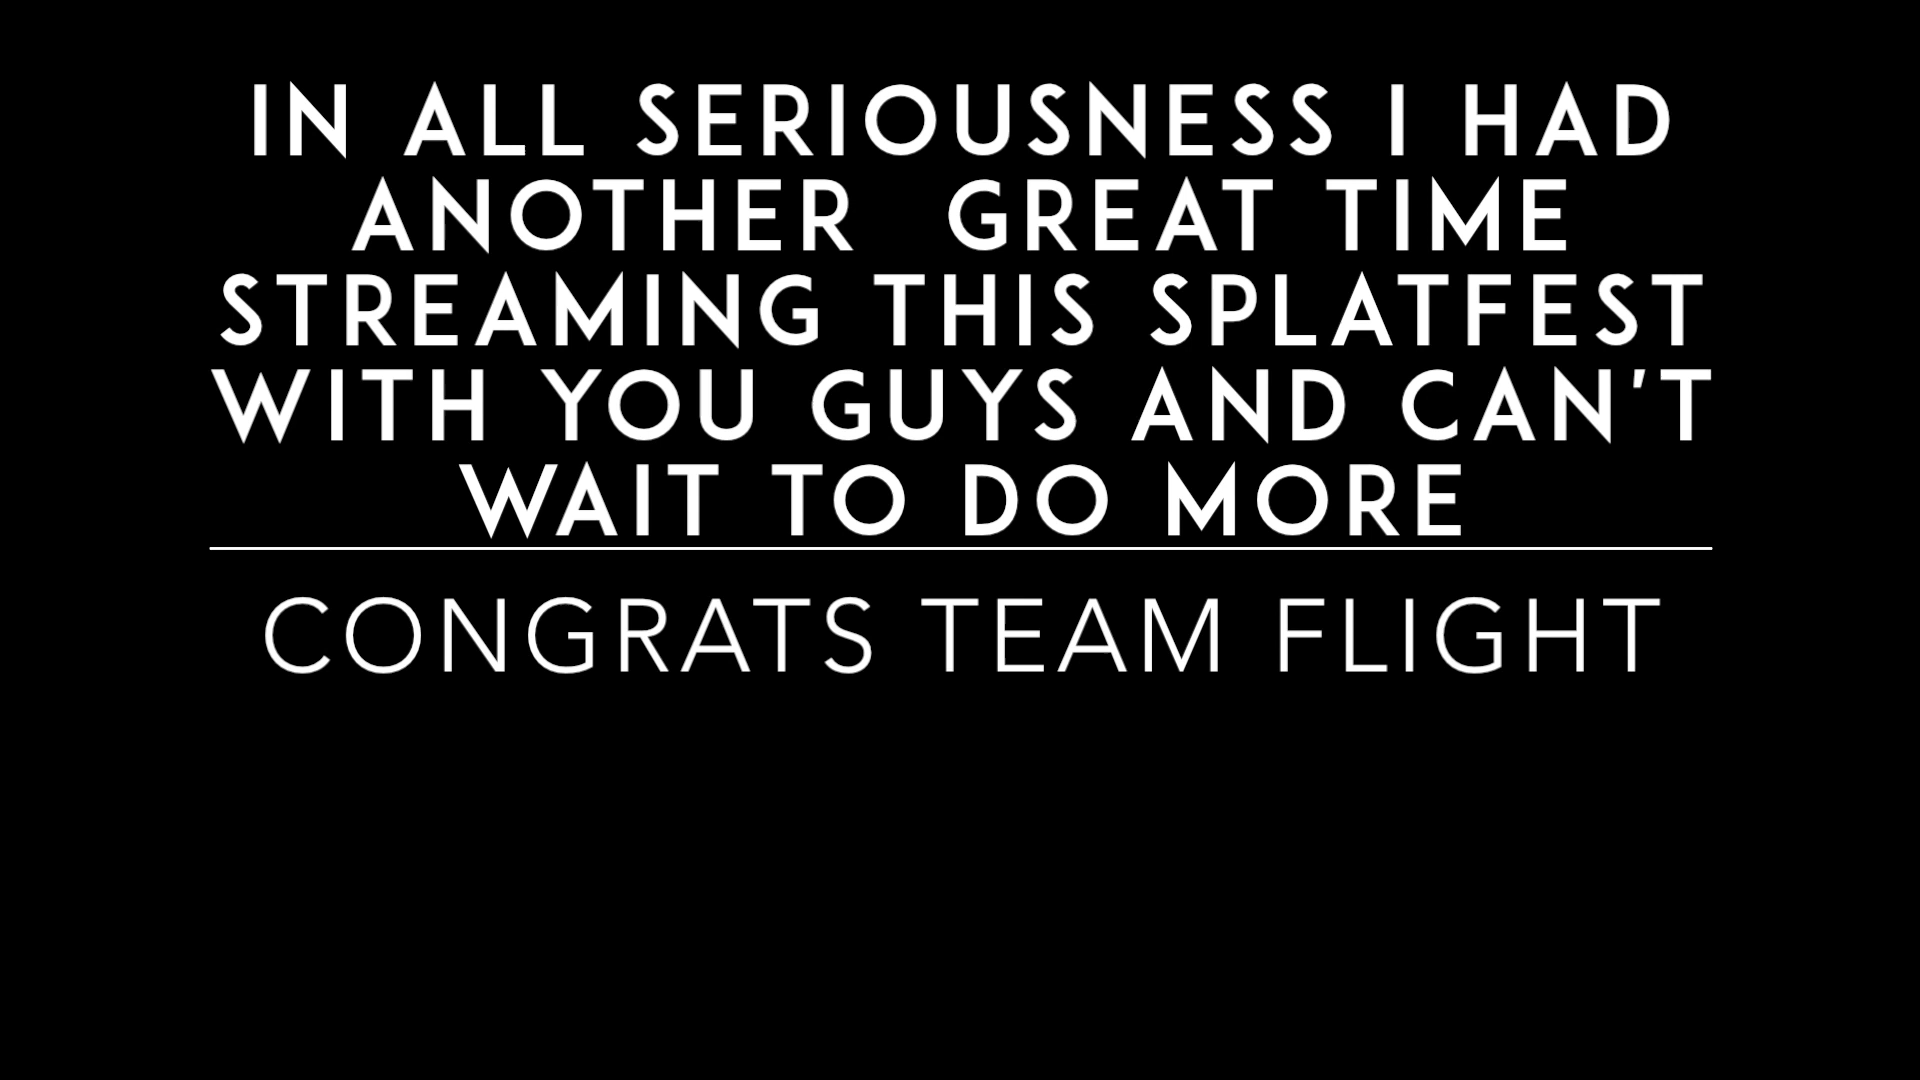 IN ALL SERIOUSNESS I HAD
ANOTHER  GREAT TIME
STREAMING THIS SPLATFEST
WITH YOU GUYS AND CAN'T
WAIT TO DO MORE
CONGRATS TEAM FLIGHT